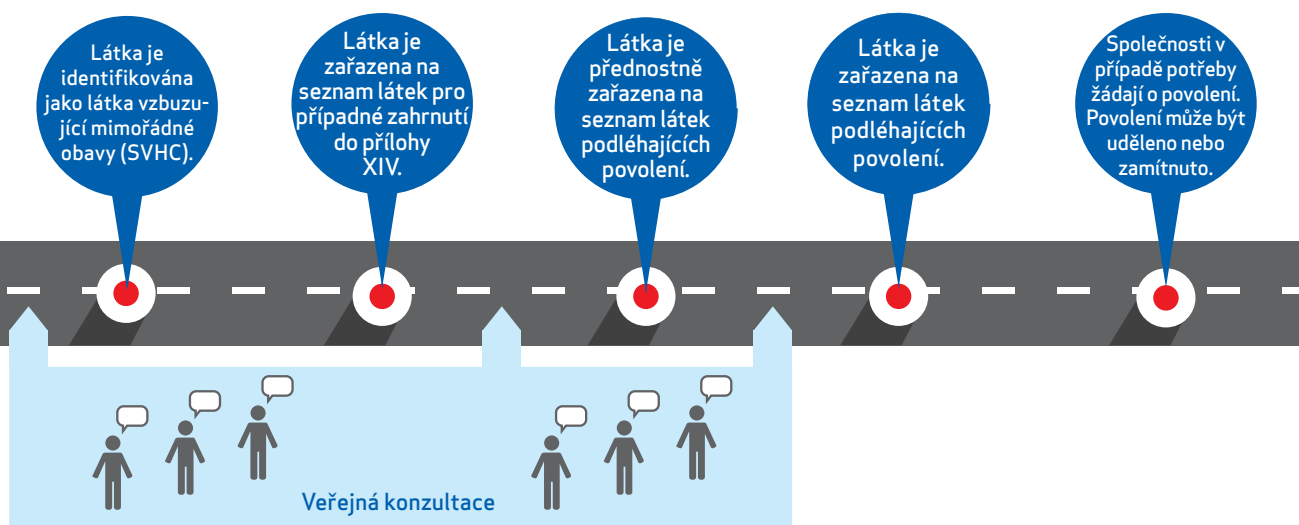 Látka je
identifikována
jako látka vzbuzu-
jící mimořádné
obavy (SVHC).
Látka je
zařazena na
seznam látek pro
případné zahrnutí
do přílohy
XIV.
Látka je
přednostně
zařazena na
seznam látek
podléhajících
povolení.
Látka je
zařazena na
seznam látek
podléhajících
povolení.
Společnosti v
případě potřeby
žádají o povolení.
Povolení může být
uděleno nebo
zamítnuto.
Veřejná konzultace